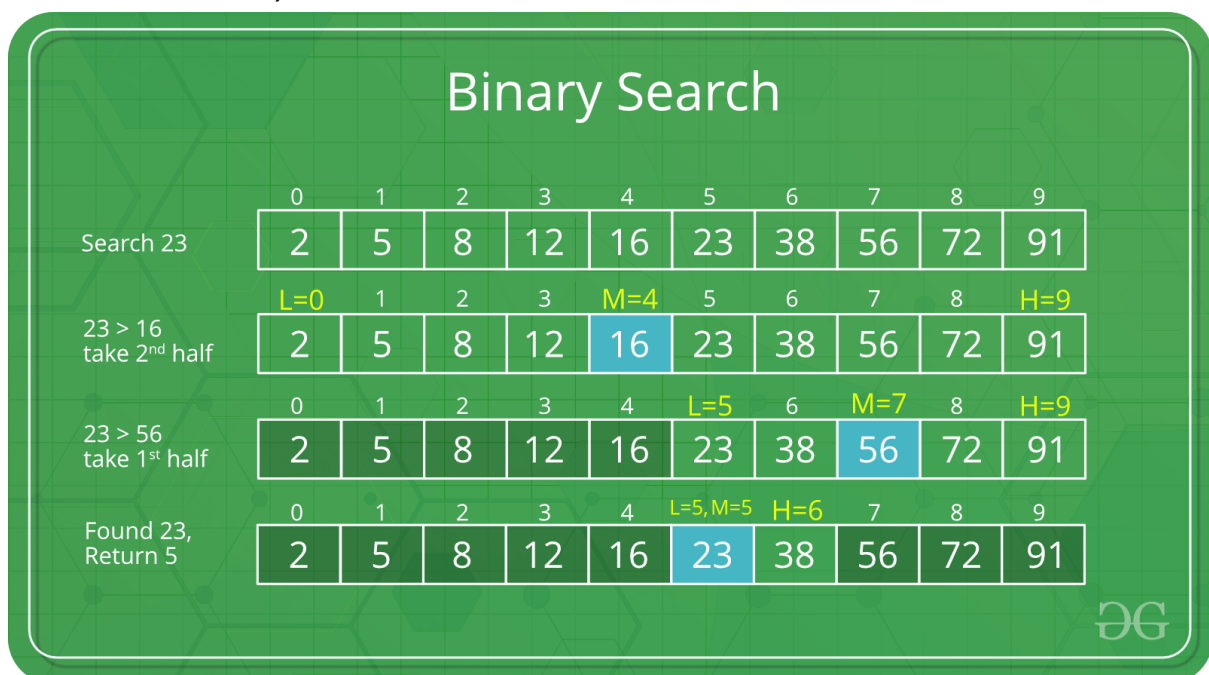 Binary Search
0 1 2 3 4 5 6 7 8 9
Search 23
2 5 8 12 16 23 38 56 72 91
L=0 1 2 3 M=4 5 6 7 8 H=9
23 > 16
take 2nd half
2 5 8 12 16 23 38 56 72 91
0 1 2 3 4 L=5 6 M=7 8 H=9
23 > 56
take 1st half
2 5 8 12 16 23 38 56 72 91
0 1 2 3 4 L=5, M=5 H=6 7 8 9
Found 23,
Return 5
2 5 8 12 16 23 38 56 72 91